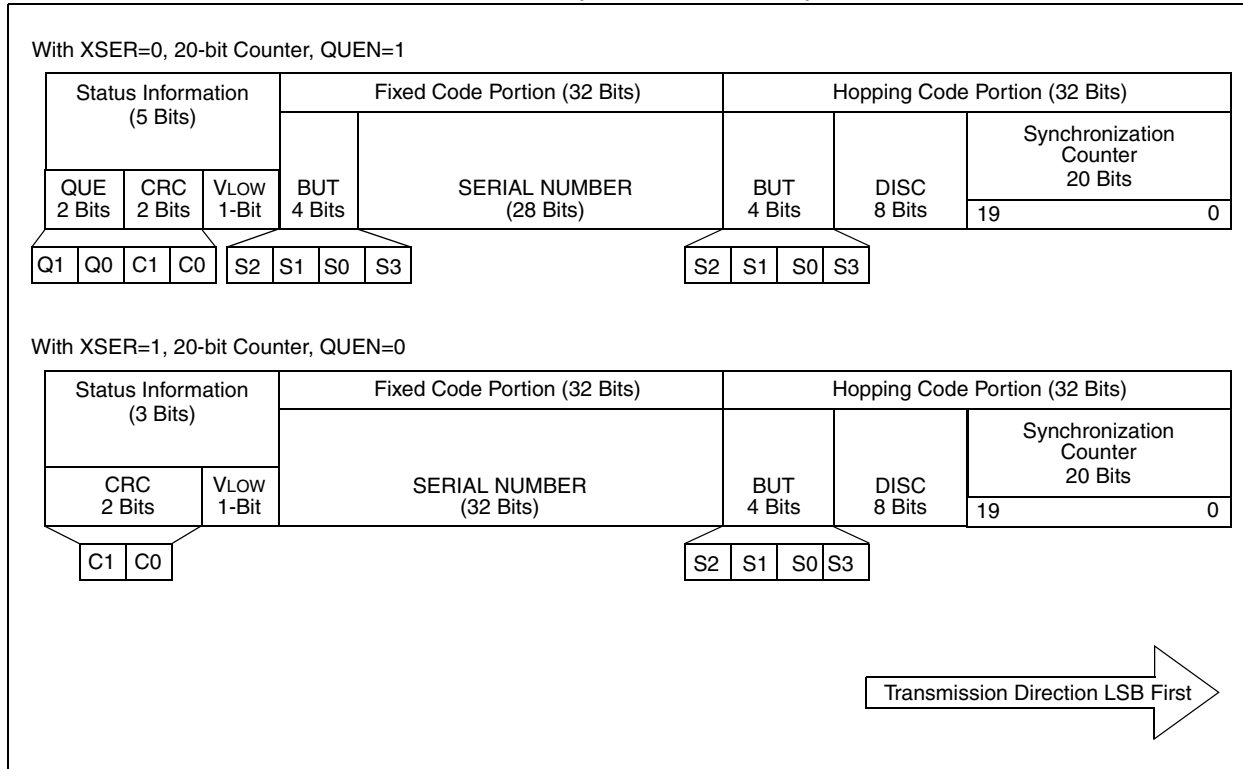 With XSER=0, 20-bit Counter, QUEN=1
Status Information
(5 Bits)
Fixed Code Portion (32 Bits)
Hopping Code Portion (32 Bits)
QUE
2 Bits
CRC
2 Bits
VLOW
1-Bit
BUT
4 Bits
SERIAL NUMBER
(28 Bits)
BUT
4 Bits
DISC
8 Bits
Synchronization
Counter
20 Bits
19 0
Q1 Q0 C1 C0
S2 S1 S0 S3
S2 S1 S0 S3
With XSER=1, 20-bit Counter, QUEN=0
Status Information
(3 Bits)
Fixed Code Portion (32 Bits)
Hopping Code Portion (32 Bits)
CRC
2 Bits
VLOW
1-Bit
SERIAL NUMBER
(32 Bits)
BUT
4 Bits
DISC
8 Bits
Synchronization
Counter
20 Bits
19 0
C1 C0
S2 S1 S0 S3
Transmission Direction LSB First